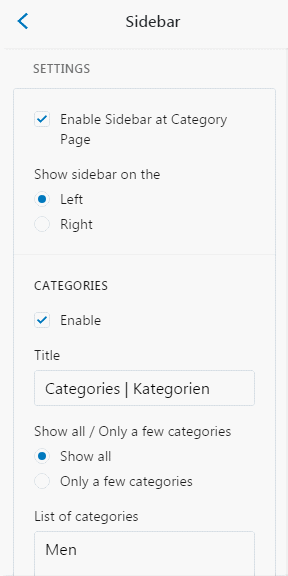 Sidebar
SETTINGS
Enable Sidebar at Category
Page
Show sidebar on the
Left
Right
CATEGORIES
Enable
Title
Categories | Kategorien
Show all / Only a few categories
Show all
Only a few categories
List of categories
Men